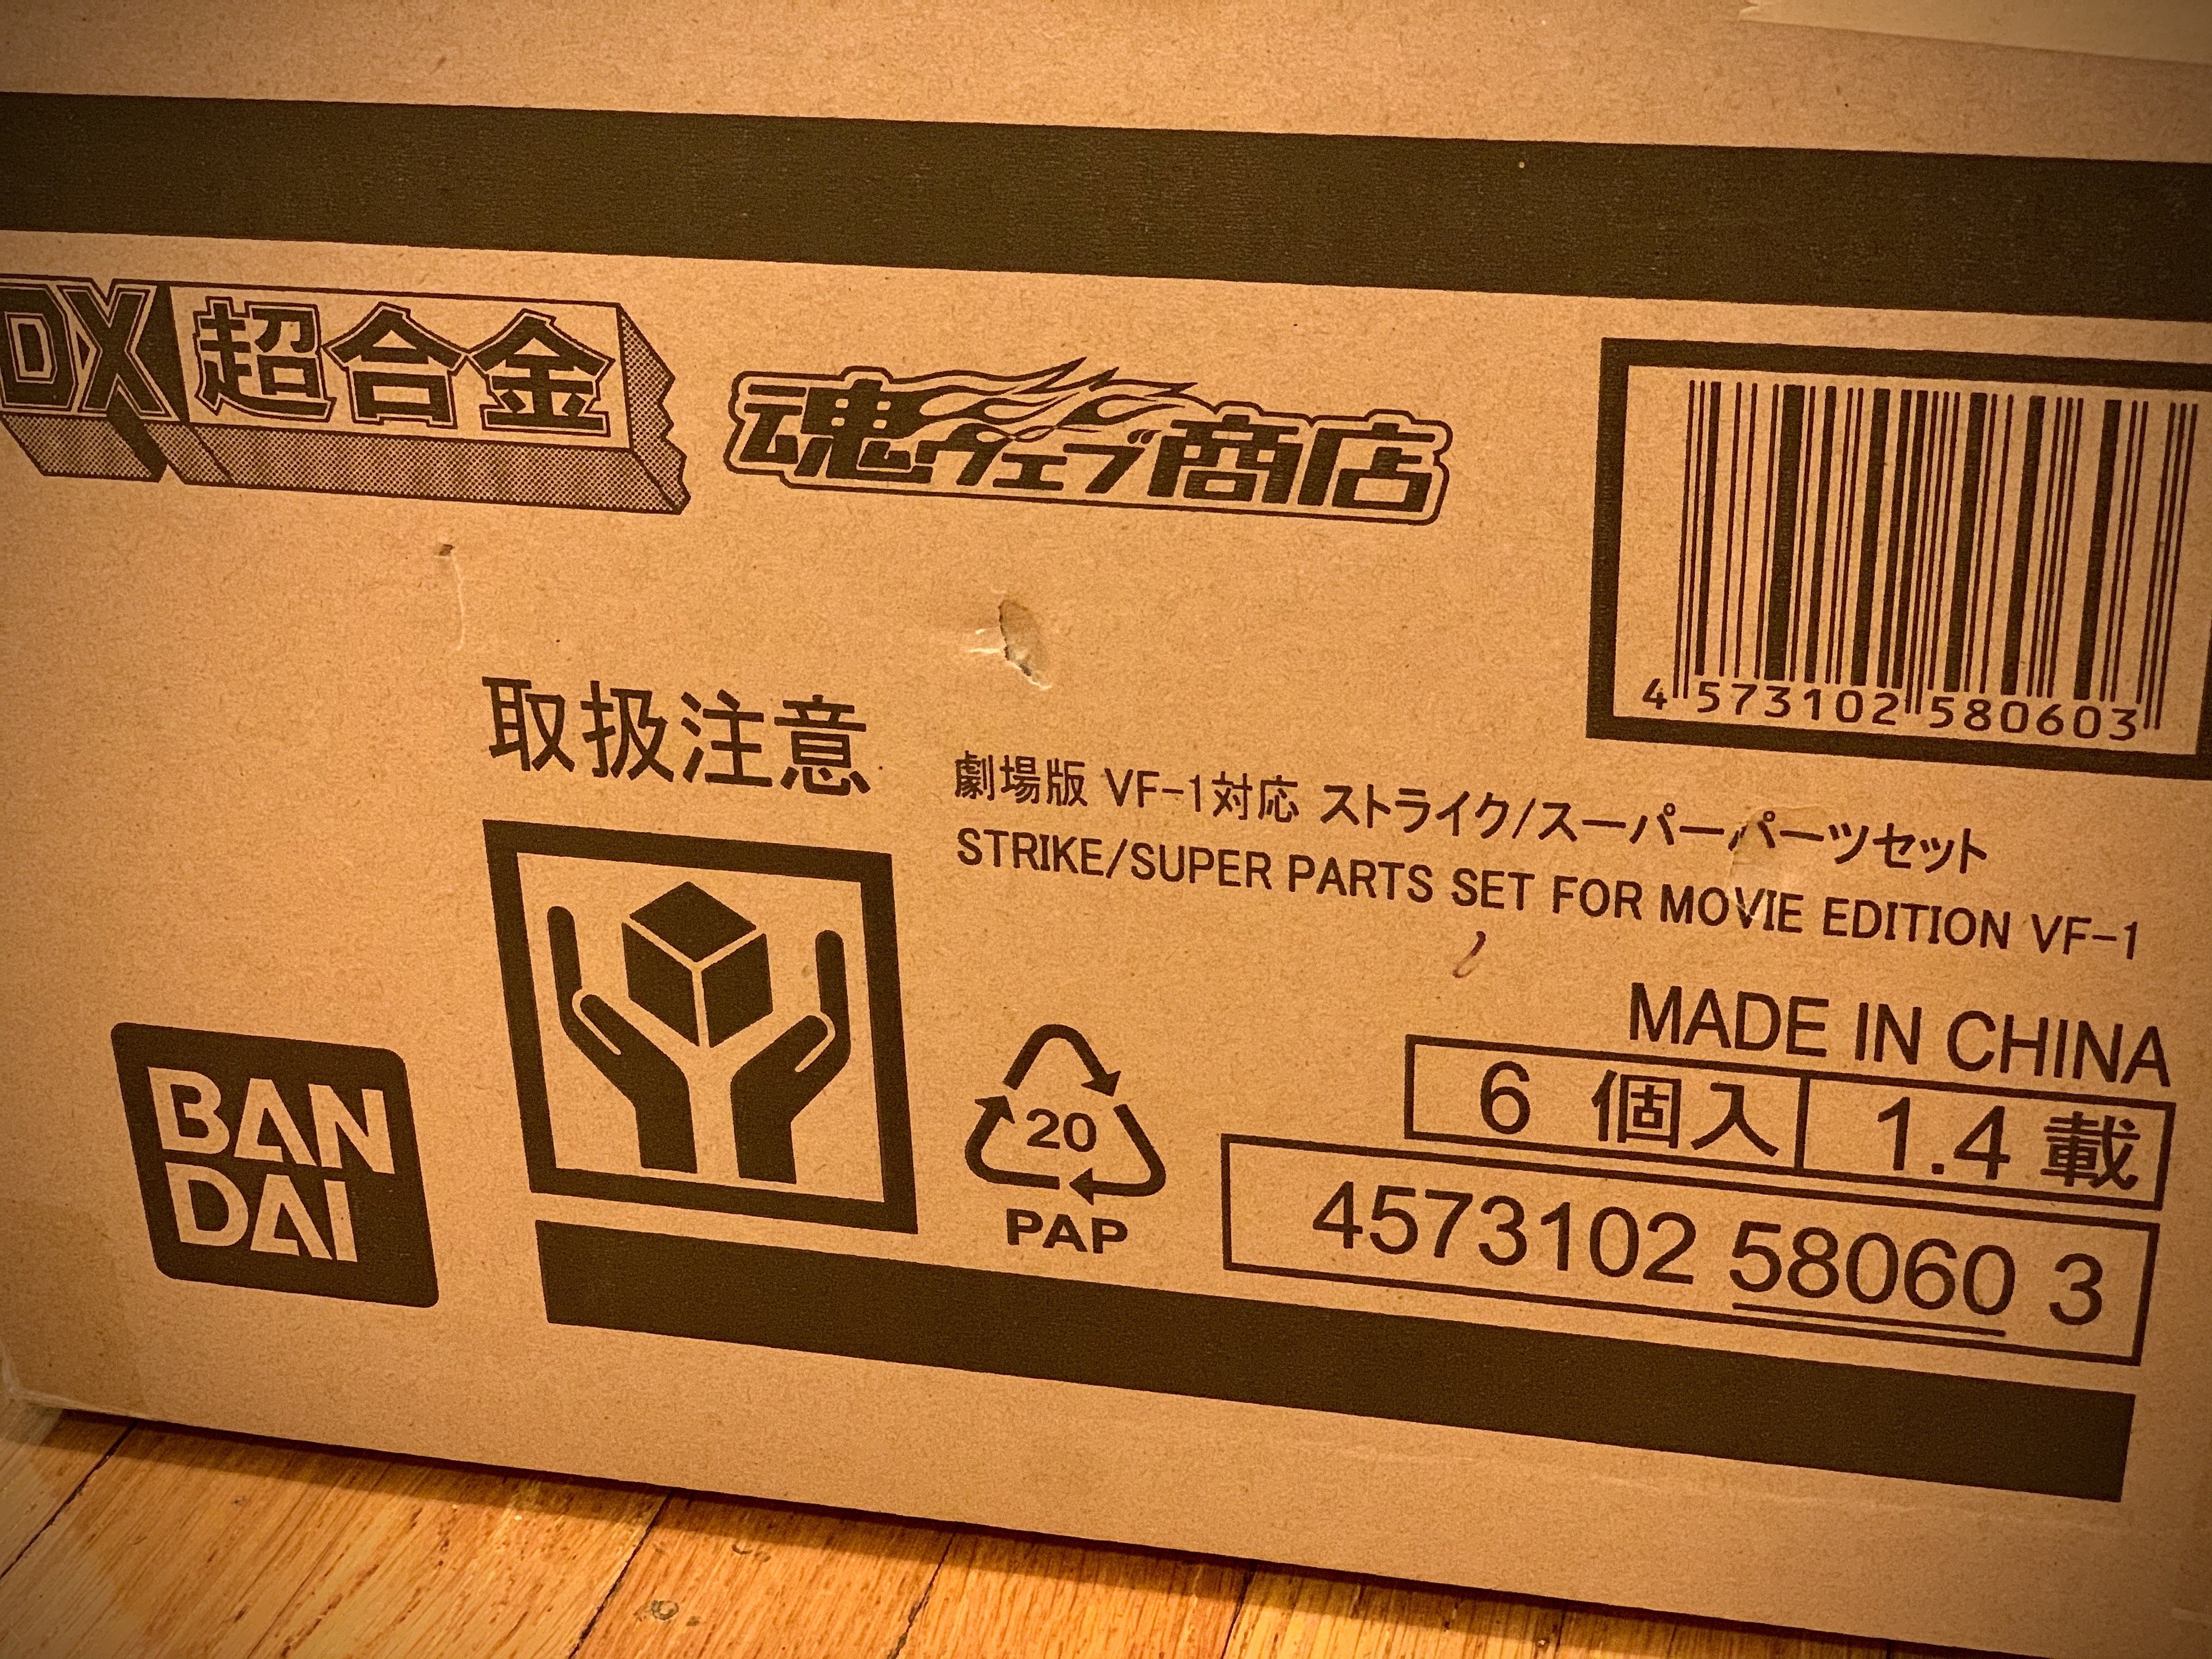 DX超合金
魂ウェブ商店
4 573102 580603
取扱注意
劇場版 VF-1対応 ストライク/スーパーパーツセット
STRIKE/SUPER PARTS SET FOR MOVIE EDITION VF-1
MADE IN CHINA
6 個入 1.4 載
4573102 58060 3
20
PAP
BAN
DAI